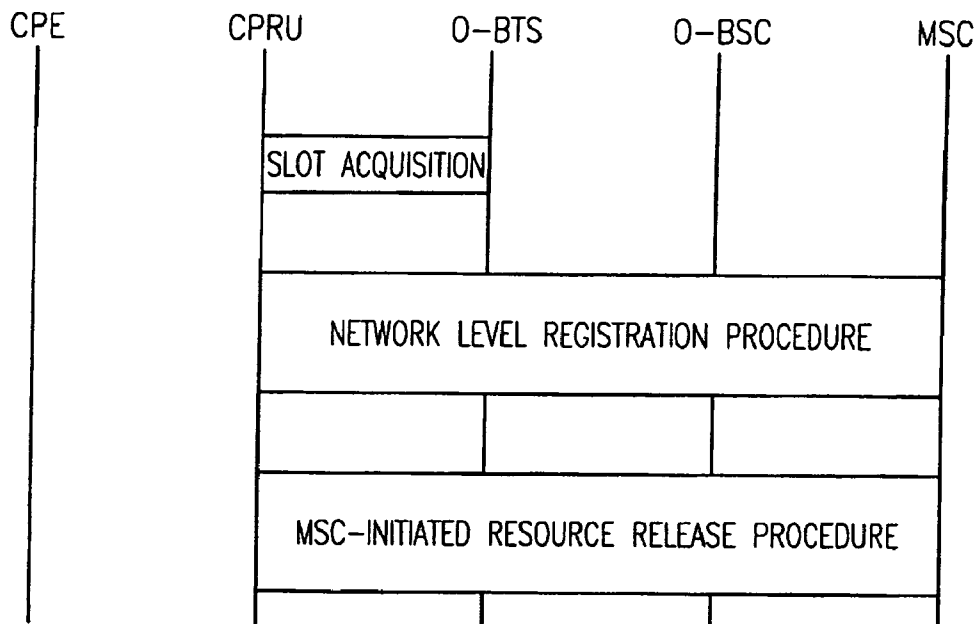 CPE CPRU O-BTS O-BSC MSC
SLOT ACQUISITION
NETWORK LEVEL REGISTRATION PROCEDURE
MSC-INITIATED RESOURCE RELEASE PROCEDURE